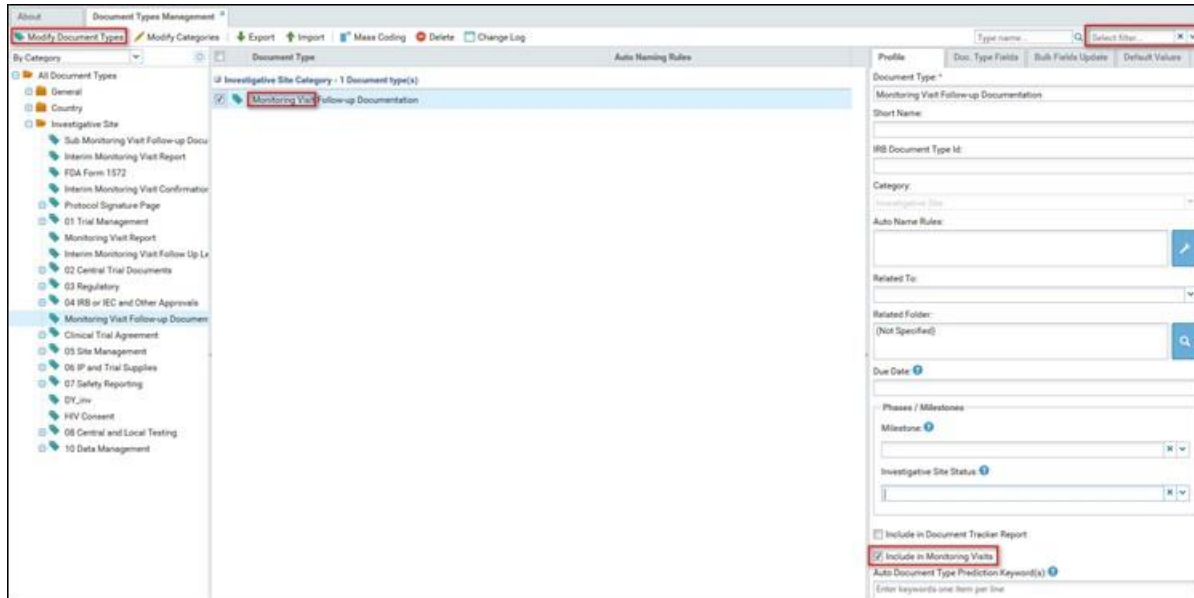 About
Document Types Management
Modify Document Types
Modify Categories
Export
Import
Mass Coding
Delete
Change Log
Type name...
Select filter...
By Category
Document Type
Auto Naming Rules
All Document Types
General
Country
Investigative Site
Sub Monitoring Visit Follow-up Docu
Interim Monitoring Visit Report
FDA Form 1572
Interim Monitoring Visit Confirmation
Protocol Signature Page
01 Trial Management
Monitoring Visit Report
Interim Monitoring Visit Follow Up Le
02 Central Trial Documents
03 Regulatory
04 IRB or IEC and Other Approvals
Monitoring Visit Follow-up Documen
Clinical Trial Agreement
05 Site Management
06 IP and Trial Supplies
07 Safety Reporting
DY_inv
HIV Consent
08 Central and Local Testing
10 Data Management
Investigative Site Category - 1 Document type(s)
Monitoring Visit Follow-up Documentation
Profile
Doc. Type Fields
Bulk Fields Update
Default Values
Document Type: *
Monitoring Visit Follow-up Documentation
Short Name:
IRB Document Type Id:
Category:
Investigative Site
Auto Name Rules:
Related To:
Related Folder:
(Not Specified)
Due Date:
Phases / Milestones
Milestone:
Investigative Site Status:
Include in Document Tracker Report
Include in Monitoring Visits
Auto Document Type Prediction Keyword(s):
Enter keywords one item per line